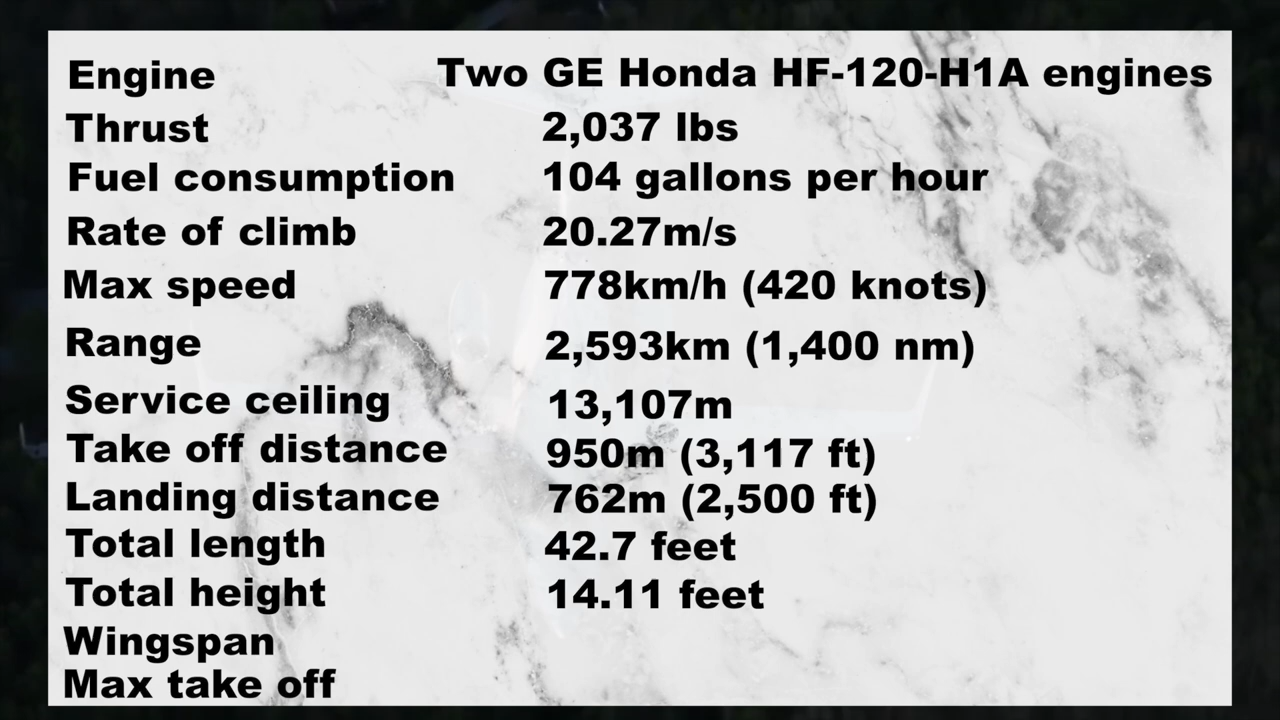 Engine Two GE Honda HF-120-H1A engines
Thrust 2,037 lbs
Fuel consumption 104 gallons per hour
Rate of climb 20.27m/s
Max speed 778km/h (420 knots)
Range 2,593km (1,400 nm)
Service ceiling 13,107m
Take off distance 950m (3,117 ft)
Landing distance 762m (2,500 ft)
Total length 42.7 feet
Total height 14.11 feet
Wingspan
Max take off